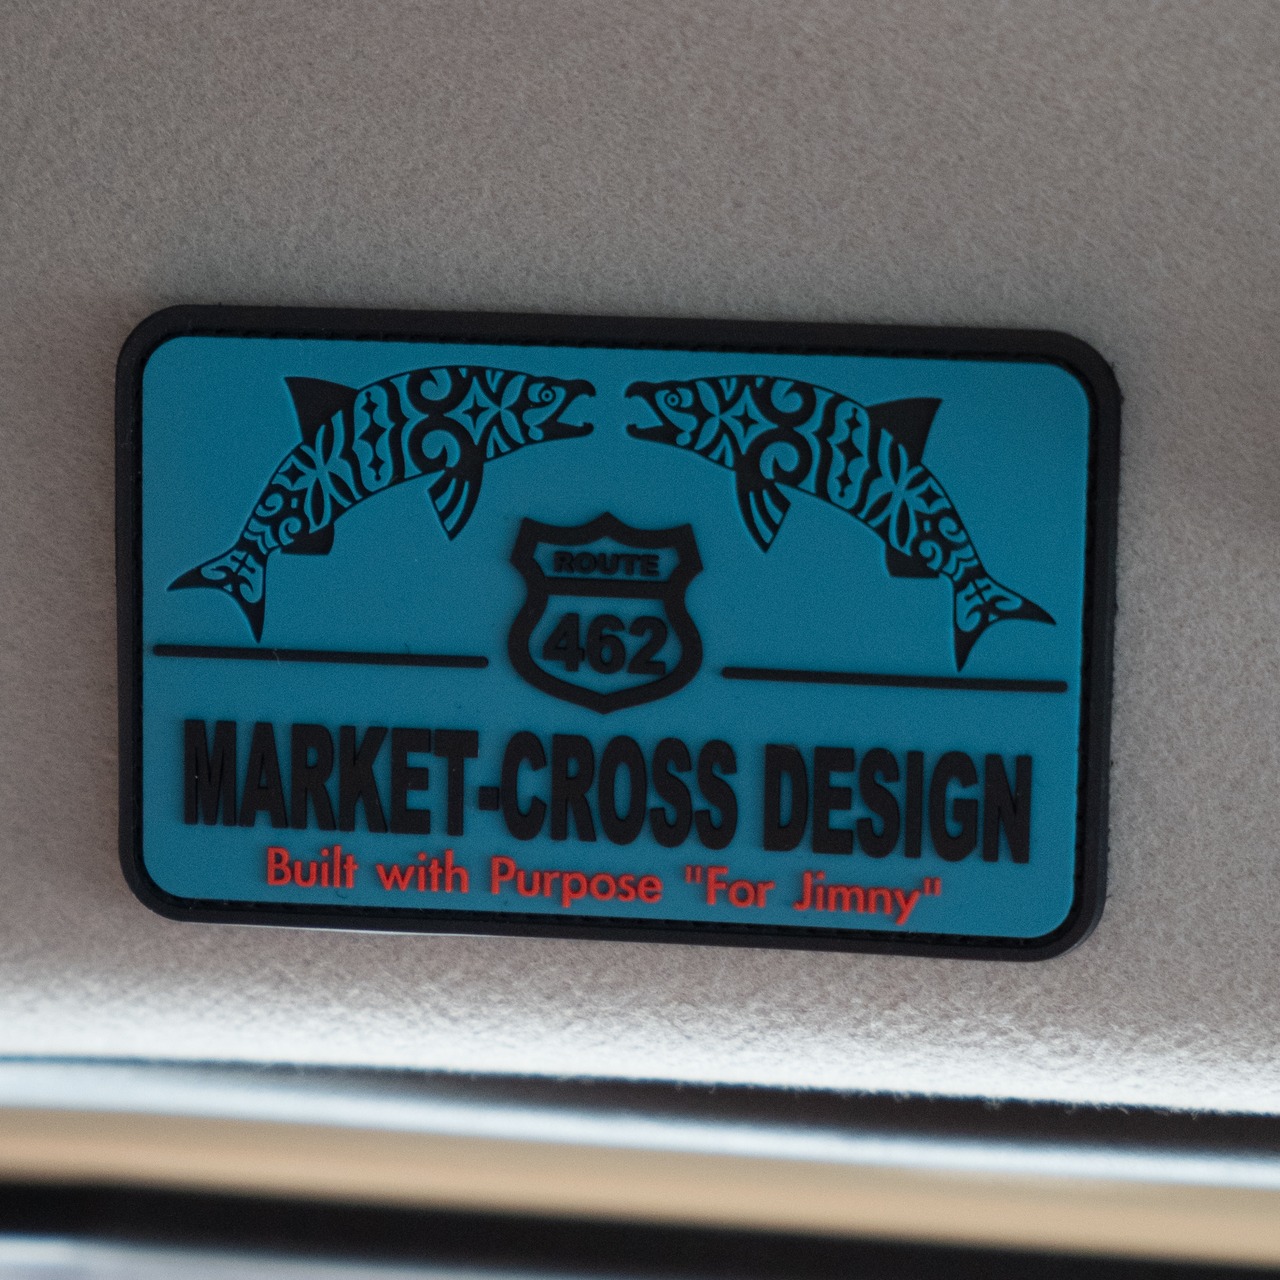 ROUTE
462
MARKET-CROSS DESIGN
Built with Purpose "For Jimny"